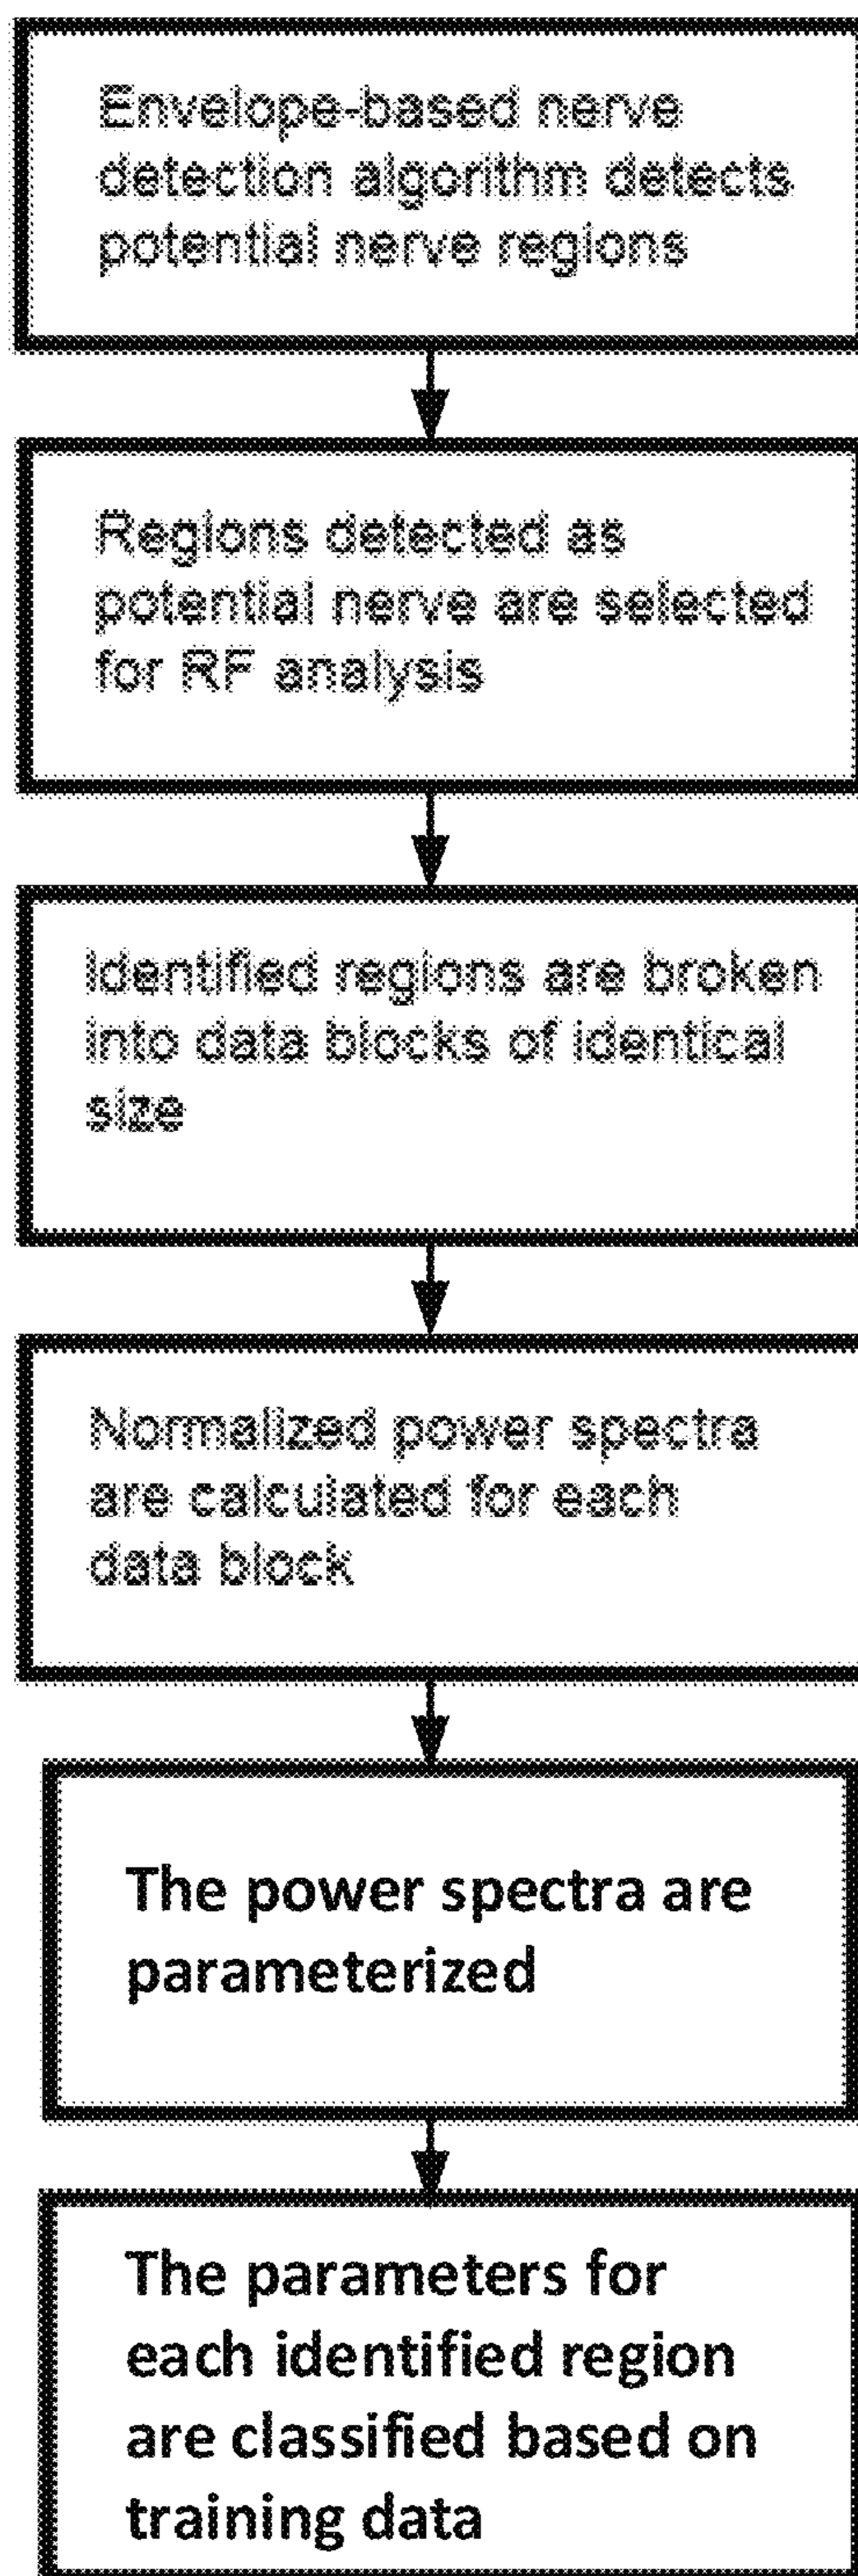 Envelope-based nerve
detection algorithm detects
potential nerve regions
Regions detected as
potential nerve are selected
for RF analysis
Identified regions are broken
into data blocks of identical
size
Normalized power spectra
are calculated for each
data block
The power spectra are
parameterized
The parameters for
each identified region
are classified based on
training data